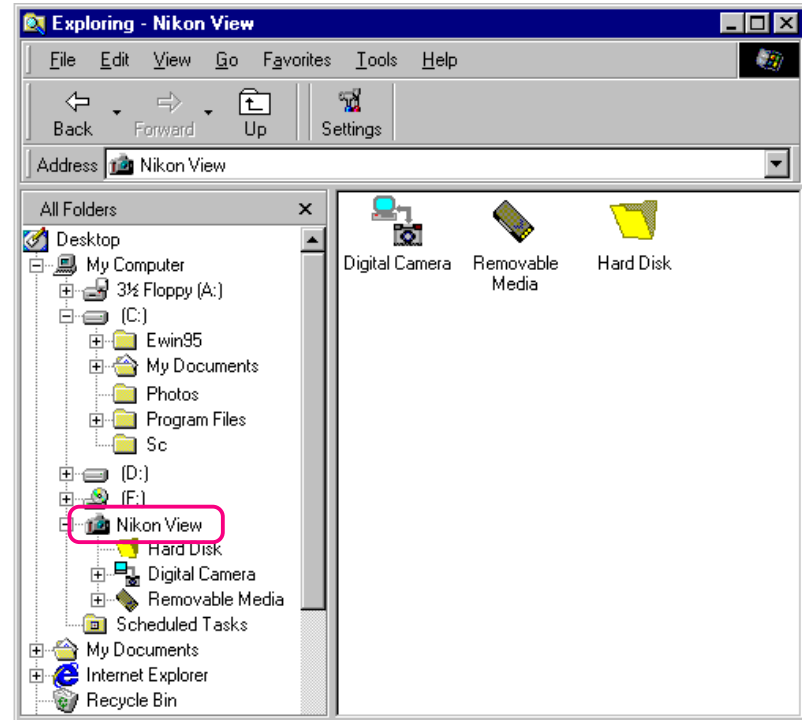 Exploring - Nikon View
File Edit View Go Favorites Tools Help
Back Forward Up Settings
Address Nikon View
All Folders
Desktop
My Computer
3½ Floppy (A:)
(C:)
Ewin95
My Documents
Photos
Program Files
Sc
(D:)
(F:)
Nikon View
Hard Disk
Digital Camera
Removable Media
Scheduled Tasks
My Documents
Internet Explorer
Recycle Bin
Digital Camera
Removable Media
Hard Disk